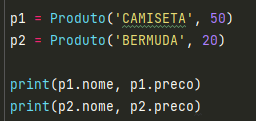 p1 = Produto('CAMISETA', 50)
p2 = Produto('BERMUDA', 20)
print(p1.nome, p1.preco)
print(p2.nome, p2.preco)